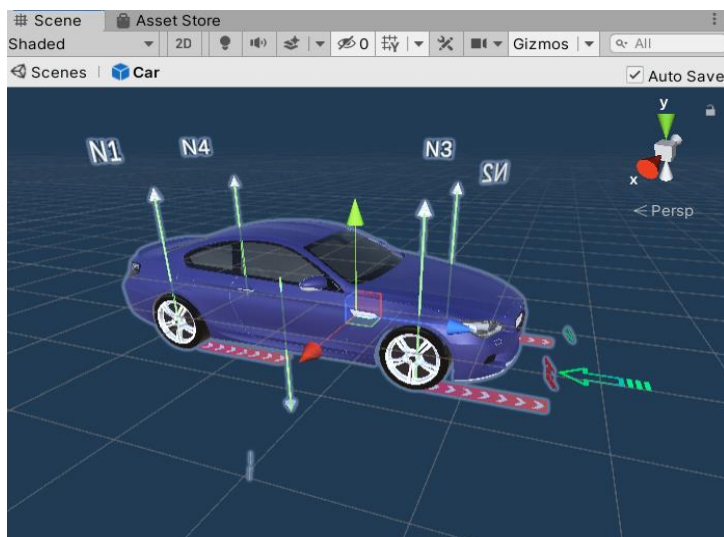 Scene Asset Store
Shaded 2D 0 Gizmos All
Scenes Car Auto Save
y
x
Persp
N1 N4 N3 N2